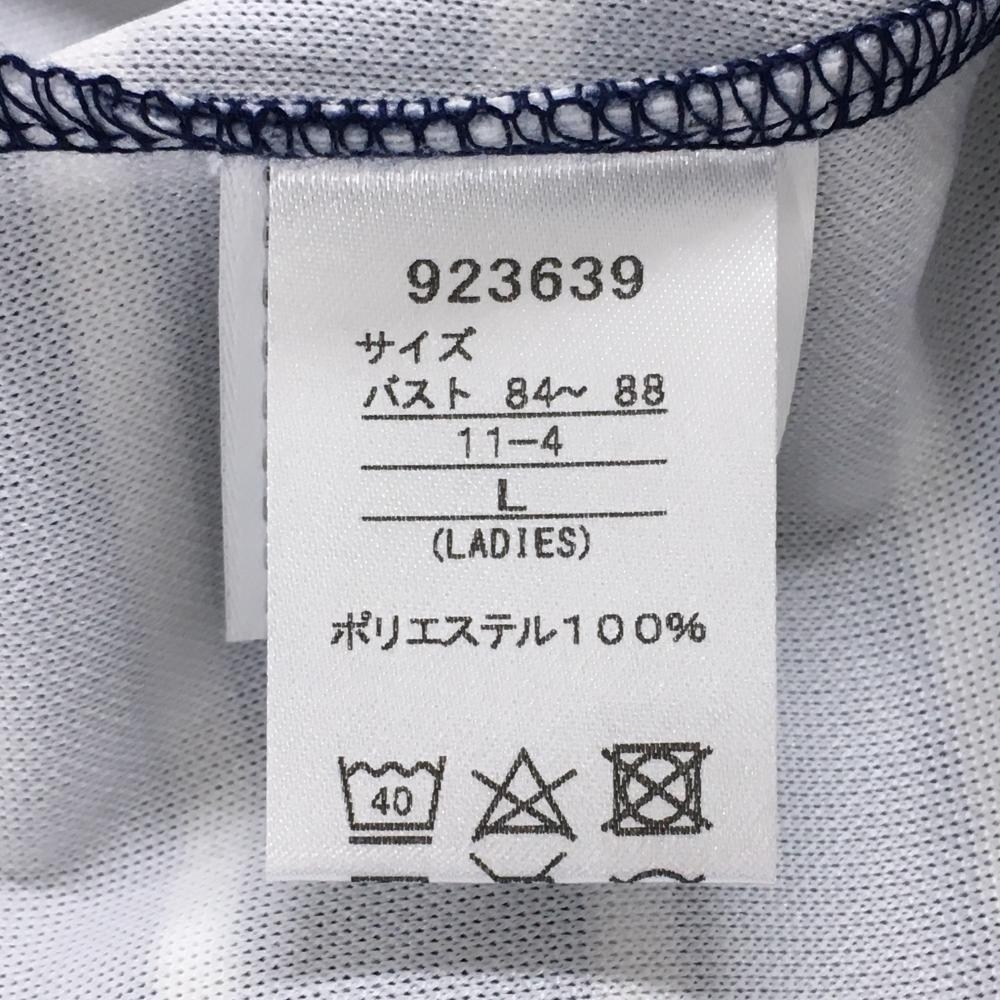 923639
サイズ
バスト 84～ 88
11-4
L
(LADIES)
ポリエステル100%
40